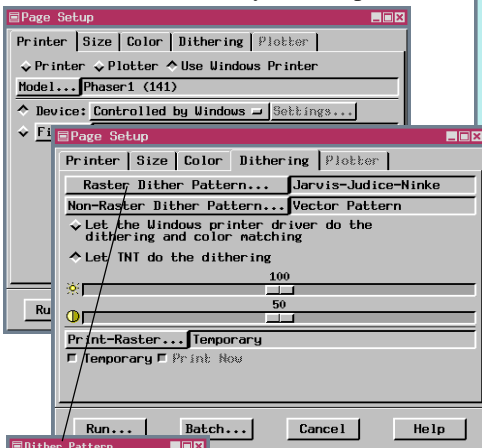 Page Setup
Printer Size Color Dithering Plotter
Printer Plotter Use Windows Printer
Model... Phaser1 (141)
Device: Controlled by Windows Settings...
Fi
Ru
Page Setup
Printer Size Color Dithering Plotter
Raster Dither Pattern... Jarvis-Judice-Ninke
Non-Raster Dither Pattern... Vector Pattern
Let the Windows printer driver do the
dithering and color matching
Let TNT do the dithering
100
50
Print-Raster... Temporary
Temporary Print Now
Run... Batch... Cancel Help
Dither Pattern